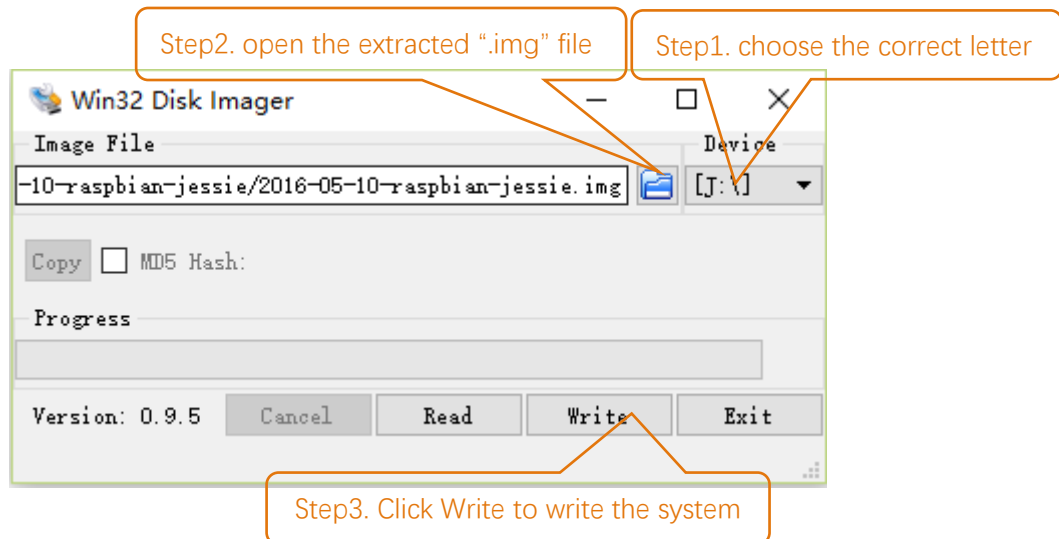 Step2. open the extracted “.img” file
Step1. choose the correct letter
Win32 Disk Imager
Image File
Device
-10-raspbian-jessie/2016-05-10-raspbian-jessie.img
[J:\]
Copy
MD5 Hash:
Progress
Version: 0.9.5
Cancel
Read
Write
Exit
Step3. Click Write to write the system